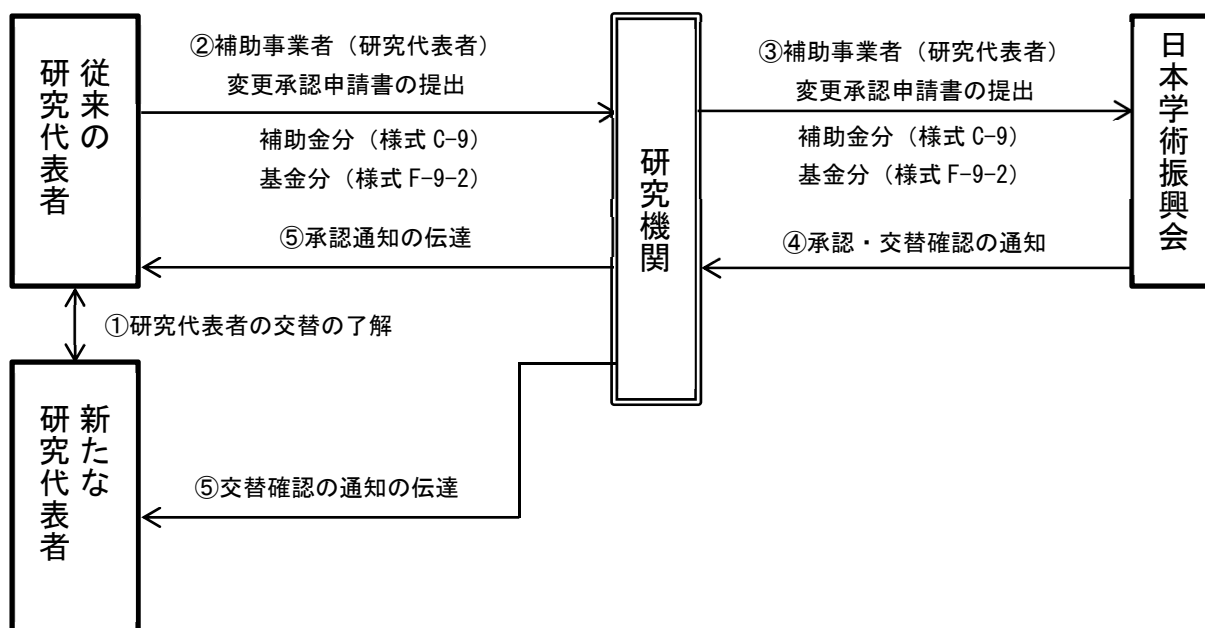 従来の
研究代表者
②補助事業者(研究代表者)
変更承認申請書の提出
補助金分(様式 C-9)
基金分(様式 F-9-2)
⑤承認通知の伝達
研究機関
③補助事業者(研究代表者)
変更承認申請書の提出
補助金分(様式 C-9)
基金分(様式 F-9-2)
④承認・交替確認の通知
日本学術振興会
①研究代表者の交替の了解
新たな
研究代表者
⑤交替確認の通知の伝達